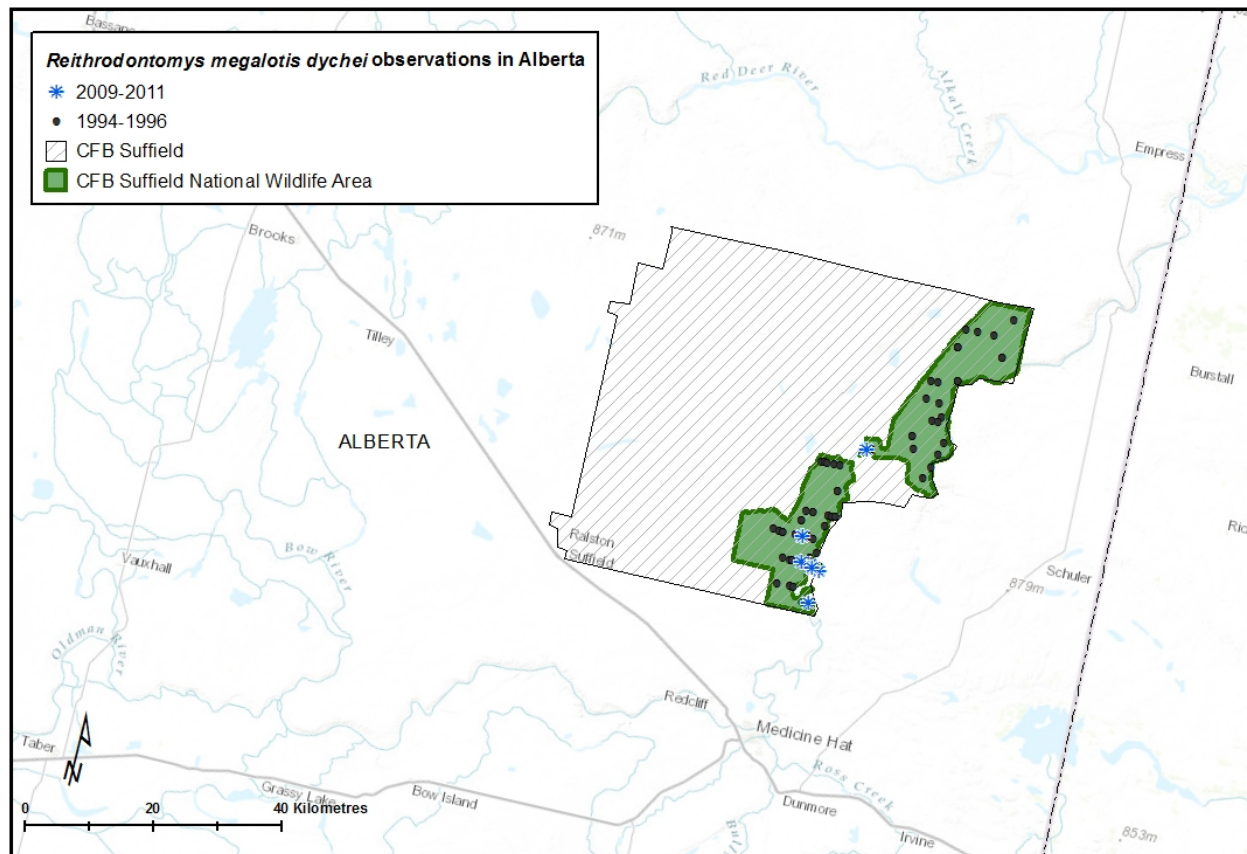 Bassano
Reithrodontomys megalotis dychei observations in Alberta
2009-2011
1994-1996
CFB Suffield
CFB Suffield National Wildlife Area
Red Deer River
Alkali Creek
Empress
Brooks
871m
Tilley
Burstall
ALBERTA
Ralston
Suffield
Bow River
Vauxhall
Schuler
879m
Oldman River
Redcliff
Medicine Hat
Taber
N
Ross Creek
Grassy Lake
Bow Island
Dunmore
Irvine
853m
0 20 40 Kilometres